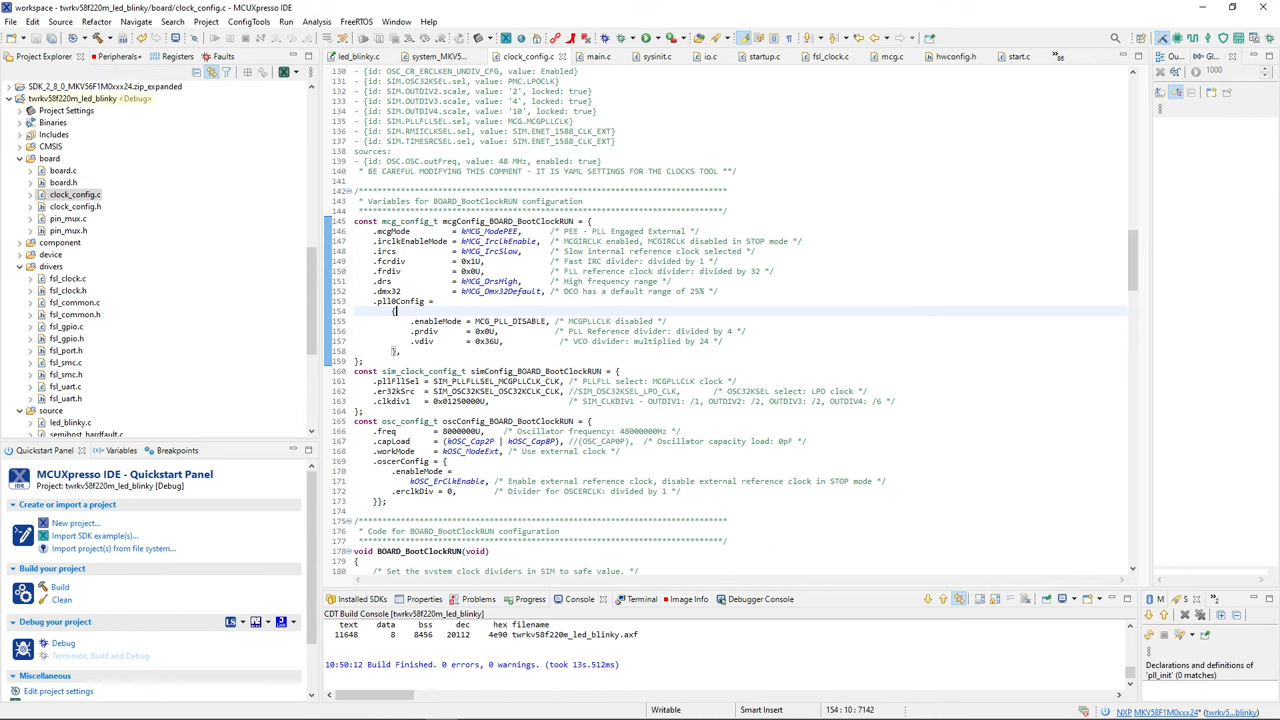 workspace - twrkv58f220m_led_blinky/board/clock_config.c - MCUXpresso IDE
File Edit Source Refactor Navigate Search Project ConfigTools Run Analysis FreeRTOS Window Help
Project Explorer Peripherals+ Registers Faults
SDK_2_8_0_MKV56F1M0xxx24.zip_expanded
twrkv58f220m_led_blinky <Debug>
Project Settings
Binaries
Includes
CMSIS
board
board.c
board.h
clock_config.c
clock_config.h
pin_mux.c
pin_mux.h
component
device
drivers
fsl_clock.c
fsl_clock.h
fsl_common.c
fsl_common.h
fsl_gpio.c
fsl_gpio.h
fsl_port.h
fsl_smc.c
fsl_smc.h
fsl_uart.c
fsl_uart.h
source
led_blinky.c
semihost_hardfault.c
Quickstart Panel Variables Breakpoints
MCUXpresso IDE - Quickstart Panel
IDE Project: twrkv58f220m_led_blinky [Debug]
Create or import a project
New project...
Import SDK example(s)...
Import project(s) from file system...
Build your project
Build
Clean
Debug your project
LS
Debug
Terminate, Build and Debug
Miscellaneous
Edit project settings
led_blinky.c system_MKV5... clock_config.c main.c sysinit.c io.c startup.c fsl_clock.c mcg.c hwconfig.h start.c
130 - {id: OSC_CR_ERCLKEN_UNDIV_CFG, value: Enabled}
131 - {id: SIM.OSC32KSEL.sel, value: PMC.LPOCLK}
132 - {id: SIM.OUTDIV2.scale, value: '2', locked: true}
133 - {id: SIM.OUTDIV3.scale, value: '4', locked: true}
134 - {id: SIM.OUTDIV4.scale, value: '10', locked: true}
135 - {id: SIM.PLLFLLSEL.sel, value: MCG.MCGPLLCLK}
136 - {id: SIM.RMIICLKSEL.sel, value: SIM.ENET_1588_CLK_EXT}
137 - {id: SIM.TIMESRCSEL.sel, value: SIM.ENET_1588_CLK_EXT}
138 sources:
139 - {id: OSC.OSC.outFreq, value: 48 MHz, enabled: true}
140 * BE CAREFUL MODIFYING THIS COMMENT - IT IS YAML SETTINGS FOR THE CLOCKS TOOL **/
141
142 /*******************************************************************************
143 * Variables for BOARD_BootClockRUN configuration
144 ******************************************************************************/
145 const mcg_config_t mcgConfig_BOARD_BootClockRUN = {
146 .mcgMode = kMCG_ModePEE, /* PEE - PLL Engaged External */
147 .irclkEnableMode = kMCG_IrclkEnable, /* MCGIRCLK enabled, MCGIRCLK disabled in STOP mode */
148 .ircs = kMCG_IrcSlow, /* Slow internal reference clock selected */
149 .fcrdiv = 0x1U, /* Fast IRC divider: divided by 1 */
150 .frdiv = 0x0U, /* FLL reference clock divider: divided by 32 */
151 .drs = kMCG_DrsHigh, /* High frequency range */
152 .dmx32 = kMCG_Dmx32Default, /* DCO has a default range of 25% */
153 .pll0Config =
154 {
155 .enableMode = MCG_PLL_DISABLE, /* MCGPLLCLK disabled */
156 .prdiv = 0x0U, /* PLL Reference divider: divided by 4 */
157 .vdiv = 0x36U, /* VCO divider: multiplied by 24 */
158 },
159 };
160 const sim_clock_config_t simConfig_BOARD_BootClockRUN = {
161 .pllFllSel = SIM_PLLFLLSEL_MCGPLLCLK_CLK, /* PLLFLL select: MCGPLLCLK clock */
162 .er32kSrc = SIM_OSC32KSEL_OSC32KCLK_CLK, //SIM_OSC32KSEL_LPO_CLK, /* OSC32KSEL select: LPO clock */
163 .clkdiv1 = 0x01250000U, /* SIM_CLKDIV1 - OUTDIV1: /1, OUTDIV2: /2, OUTDIV3: /2, OUTDIV4: /6 */
164 };
165 const osc_config_t oscConfig_BOARD_BootClockRUN = {
166 .freq = 8000000U, /* Oscillator frequency: 48000000Hz */
167 .capLoad = (kOSC_Cap2P | kOSC_Cap8P), //(OSC_CAP0P), /* Oscillator capacity load: 0pF */
168 .workMode = kOSC_ModeExt, /* Use external clock */
169 .oscerConfig = {
170 .enableMode =
171 kOSC_ErClkEnable, /* Enable external reference clock, disable external reference clock in STOP mode */
172 .erclkDiv = 0, /* Divider for OSCERCLK: divided by 1 */
173 }};
174
175 /*******************************************************************************
176 * Code for BOARD_BootClockRUN configuration
177 ******************************************************************************/
178 void BOARD_BootClockRUN(void)
179 {
180 /* Set the system clock dividers in SIM to safe value. */
G...
1000
Installed SDKs Properties Problems Progress Console Terminal Image Info Debugger Console
CDT Build Console [twrkv58f220m_led_blinky]
text data bss dec hex filename
11648 8 8456 20112 4e90 twrkv58f220m_led_blinky.axf
10:50:12 Build Finished. 0 errors, 0 warnings. (took 13s.512ms)
M S
Declarations and definitions of
'pll_init' (0 matches)
Writable Smart Insert 154 : 10 : 7142
NXP MKV58F1M0xxx24* (twrkv5...blinky)